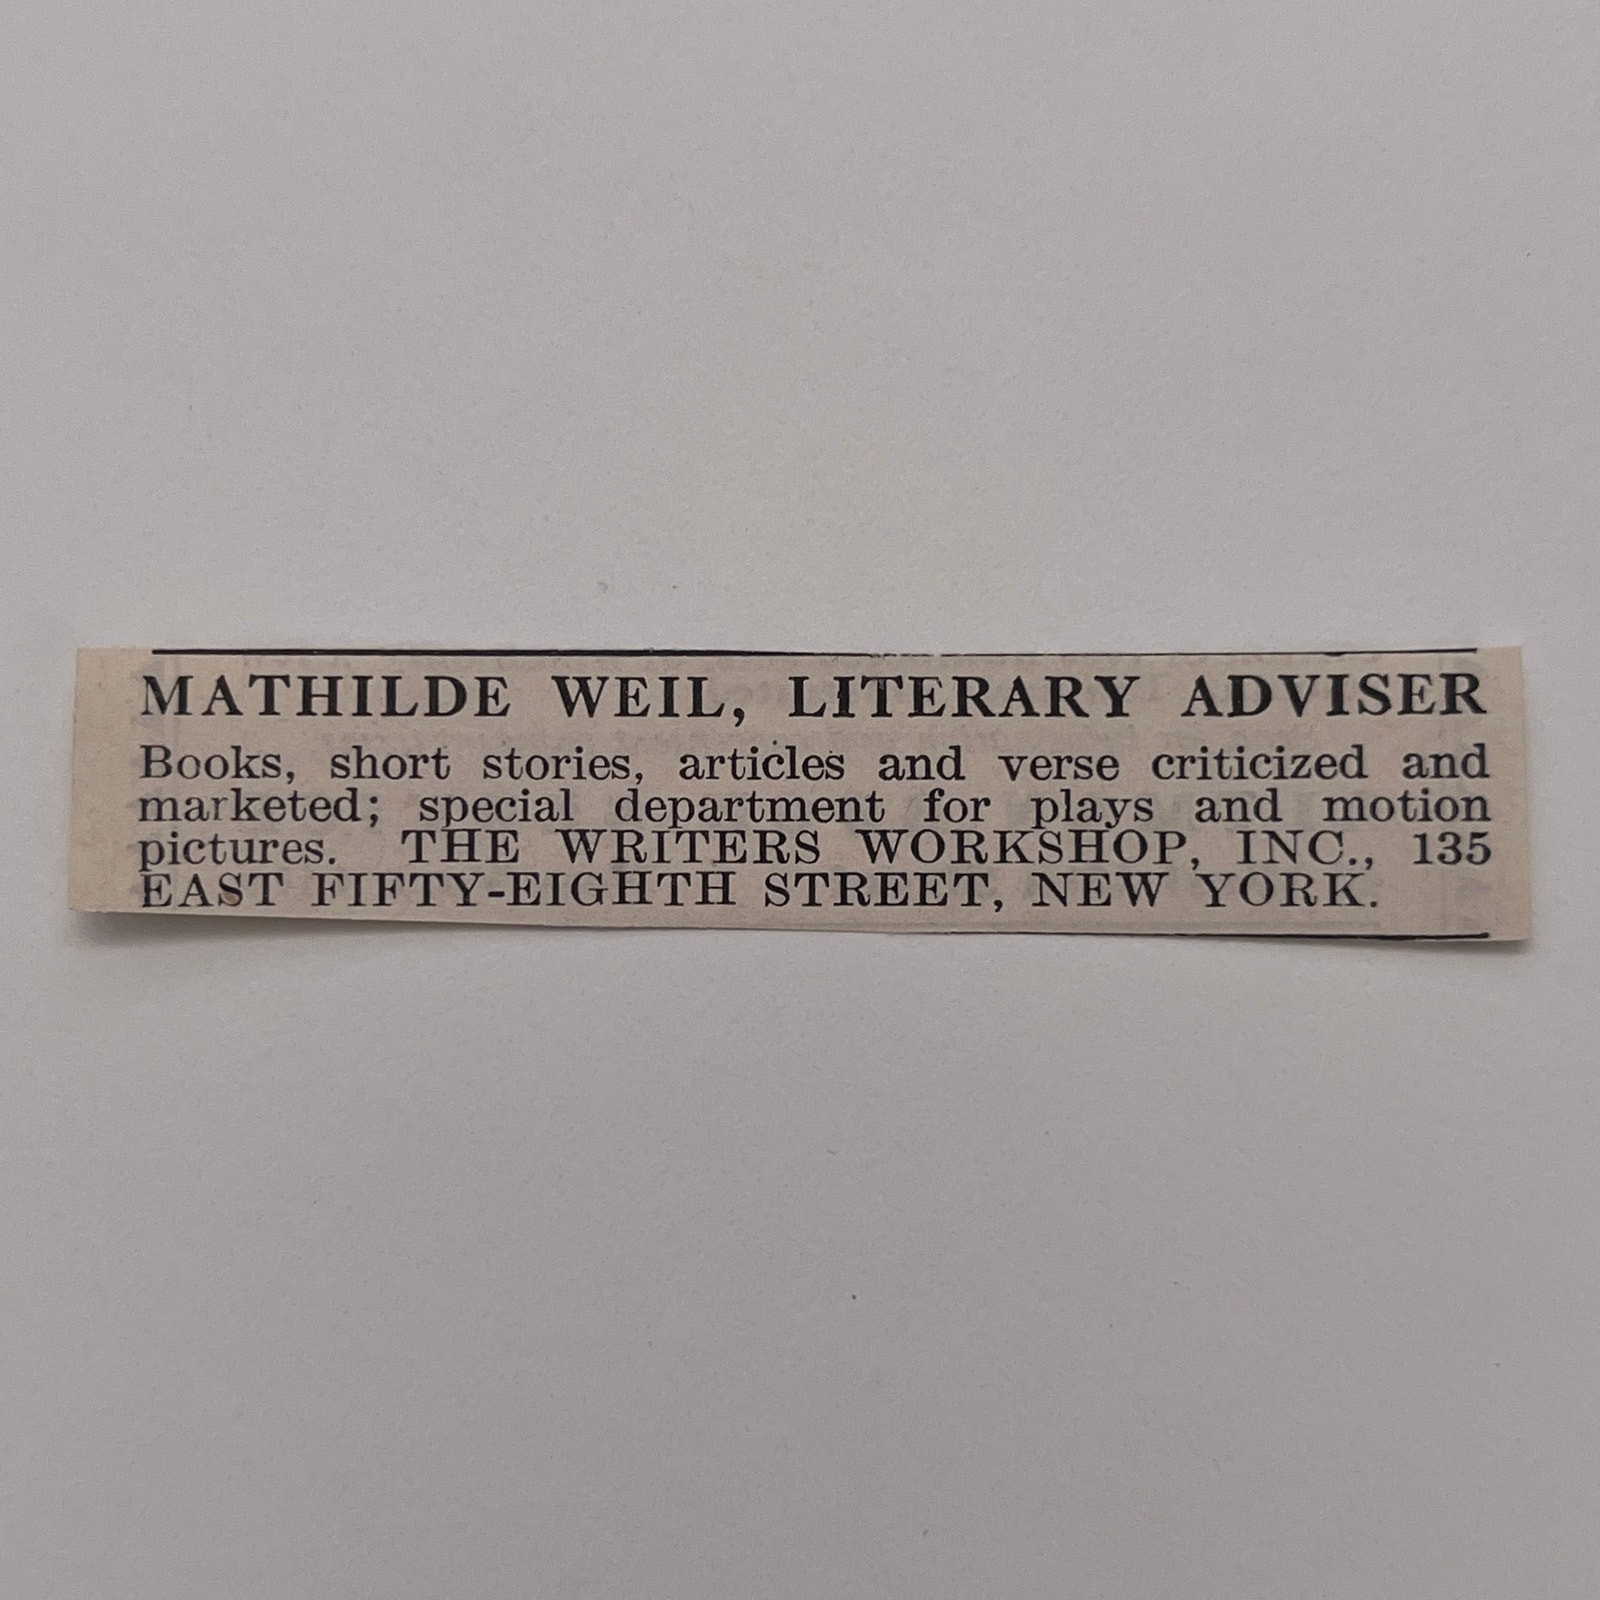 MATHILDE WEIL, LITERARY ADVISER
Books, short stories, articles and verse criticized and
marketed; special department for plays and motion
pictures. THE WRITERS WORKSHOP, INC., 135
EAST FIFTY-EIGHTH STREET, NEW YORK.